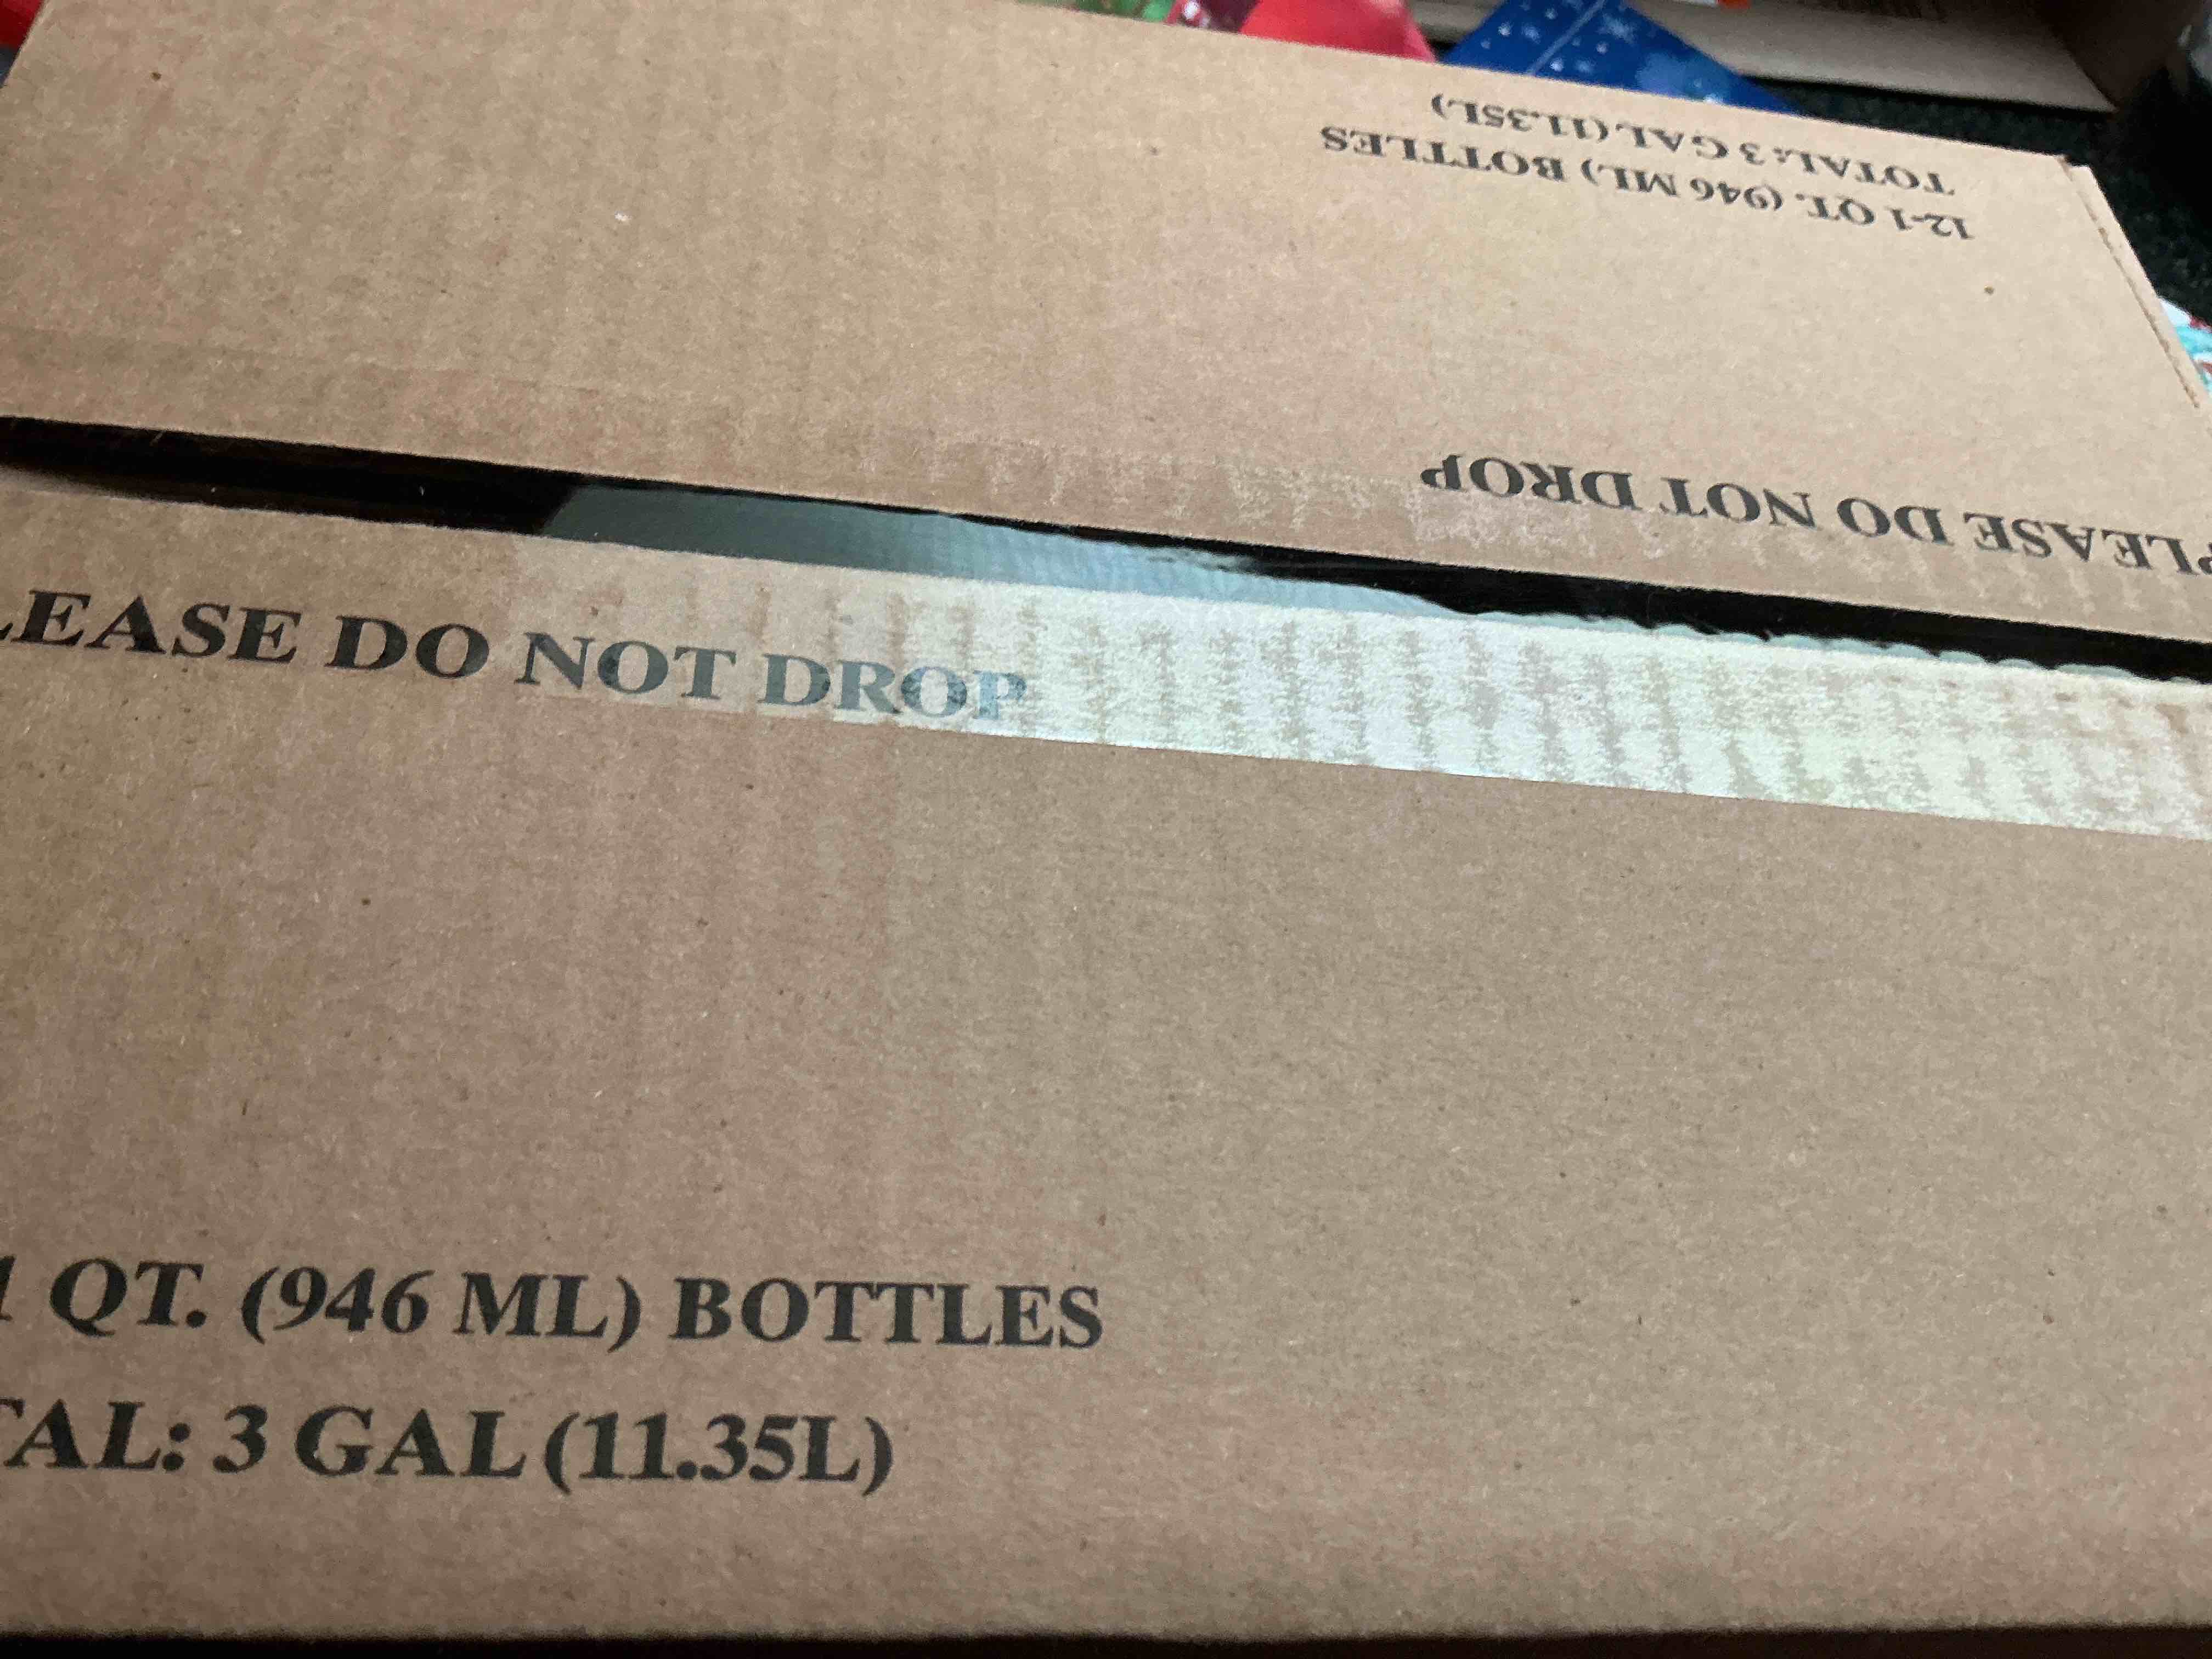 TOTAL: 3 GAL (11.35L)
12-1 QT. (946 ML) BOTTLES
PLEASE DO NOT DROP
LEASE DO NOT DROP
1 QT. (946 ML) BOTTLES
TAL: 3 GAL (11.35L)